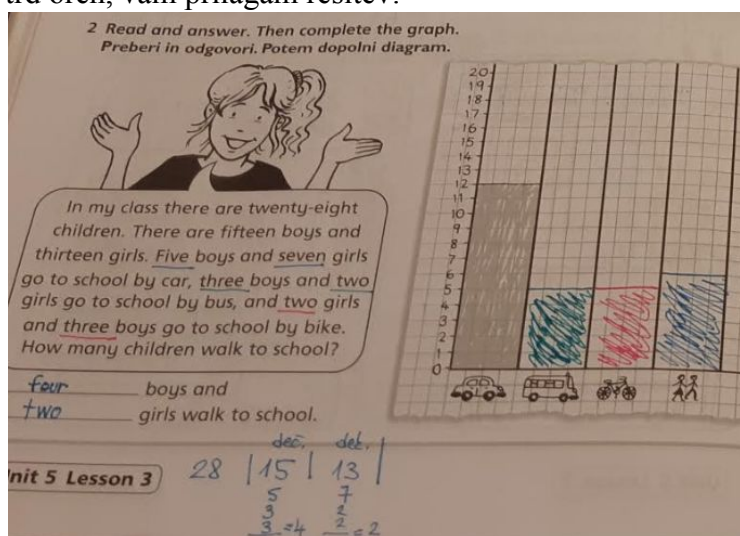 trd oreh, vam prilagam rešitev.
2 Read and answer. Then complete the graph.
Preberi in odgovori. Potem dopolni diagram.
In my class there are twenty-eight
children. There are fifteen boys and
thirteen girls. Five boys and seven girls
go to school by car, three boys and two
girls go to school by bus, and two girls
and three boys go to school by bike.
How many children walk to school?
four boys and
two girls walk to school.
20
19
18
17
16
15
14
13
12
11
10
9
8
7
6
5
4
3
2
1
0
nit 5 Lesson 3
deč. dek.
28 | 15 | 13 |
5 7
3 2
3 =4 2 =2